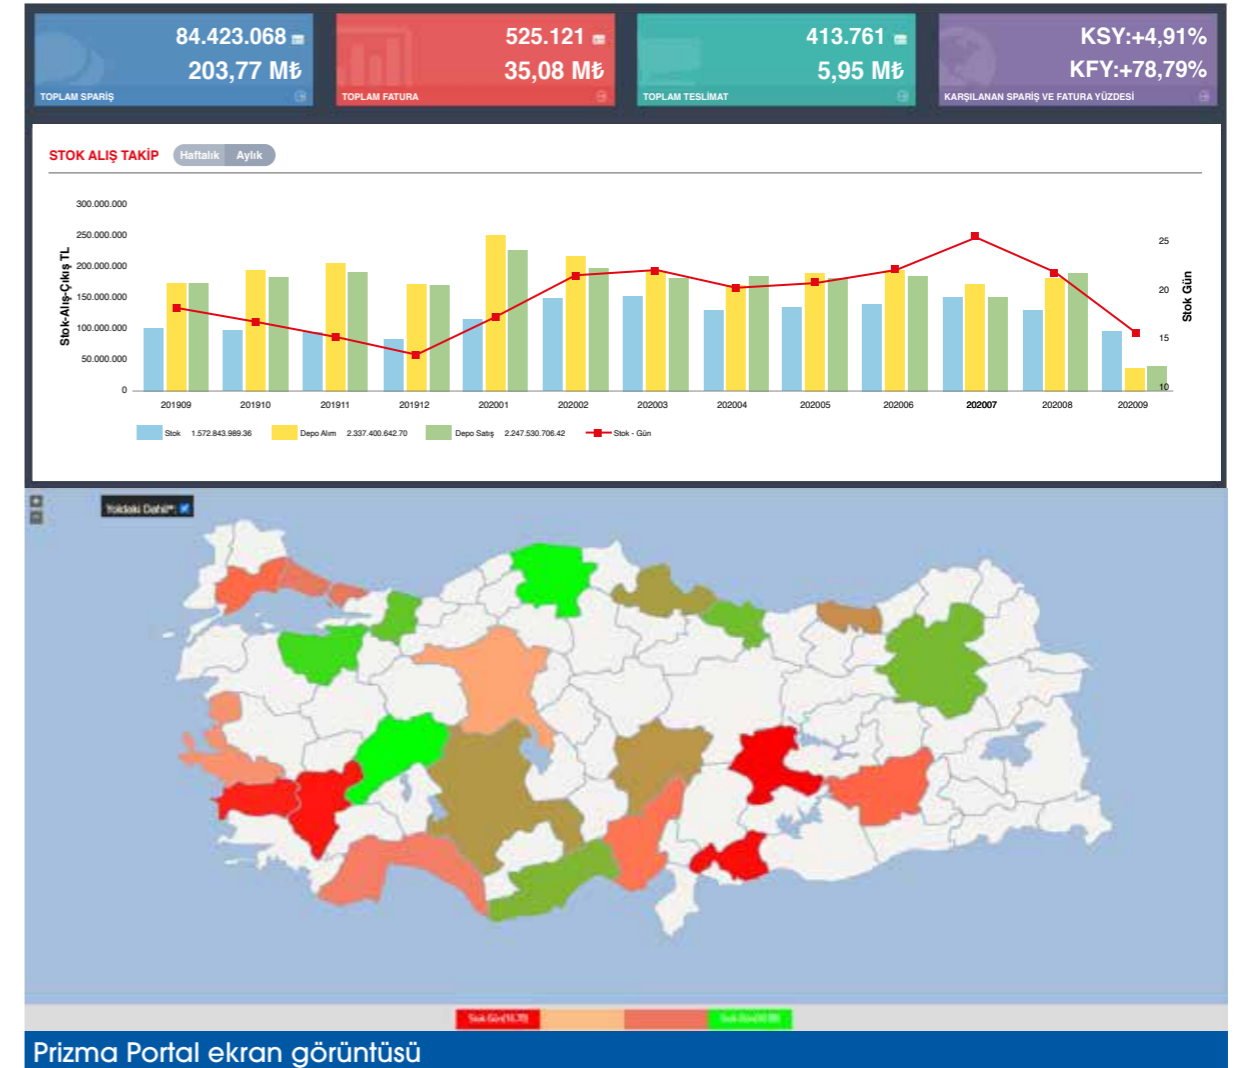 84.423.068
203,77 M₺
TOPLAM SPARİŞ
525.121
35,08 M₺
TOPLAM FATURA
413.761
5,95 M₺
TOPLAM TESLİMAT
KSY:+4,91%
KFY:+78,79%
KARŞILANAN SPARİŞ VE FATURA YÜZDESİ
STOK ALIŞ TAKİP Haftalık Aylık
Stok-Alış-Çıkış TL
300.000.000
250.000.000
200.000.000
150.000.000
100.000.000
50.000.000
0
25
20
15
10
Stok Gün
201909 201910 201911 201912 202001 202002 202003 202004 202005 202006 202007 202008 202009
Stok 1.572.843.989.36 Depo Alım 2.337.400.642.70 Depo Satış 2.247.530.706.42 Stok - Gün
Yoldaki Dahil*:
Prizma Portal ekran görüntüsü